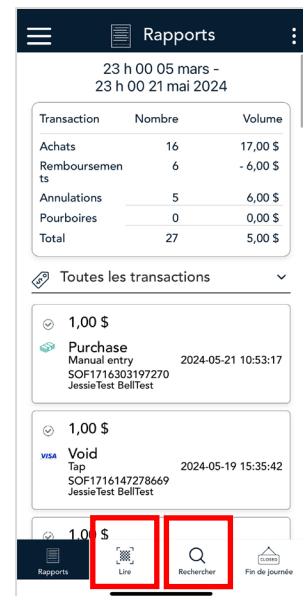 Rapports
23 h 00 05 mars -
23 h 00 21 mai 2024
Transaction Nombre Volume
Achats 16 17,00 $
Remboursemen
ts 6 - 6,00 $
Annulations 5 6,00 $
Pourboires 0 0,00 $
Total 27 5,00 $
Toutes les transactions
1,00 $
Purchase
Manual entry 2024-05-21 10:53:17
SOF1716303197270
JessieTest BellTest
1,00 $
VISA Void
Tap 2024-05-19 15:35:42
SOF1716147278669
JessieTest BellTest
1,00 $
CLOSED
Rapports Lire Rechercher Fin de journée